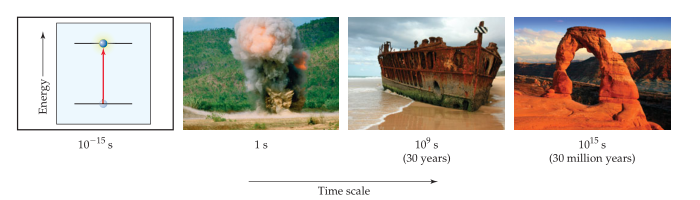 Energy
10⁻¹⁵ s
1 s
10⁹ s
(30 years)
10¹⁵ s
(30 million years)
Time scale